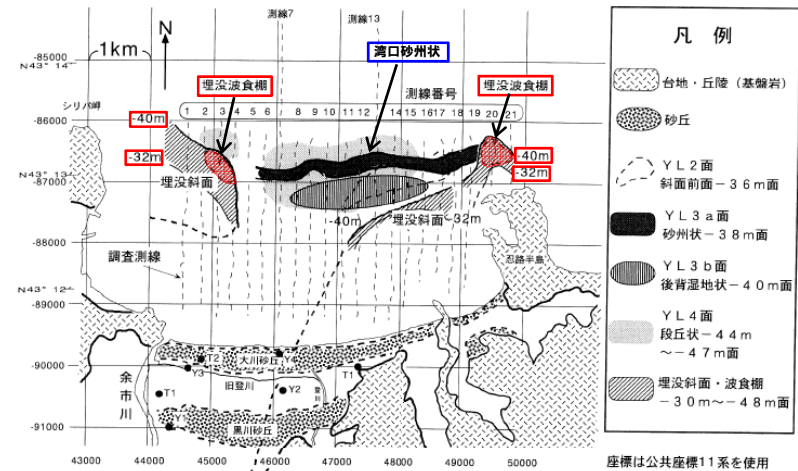 測線7
測線13
湾口砂州状
N
1km
-85000
N43° 14'
埋没波食棚
埋没波食棚
測線番号
シリパ岬
1 2 3 4 5 6 7 8 9 10 11 12 13 14 15 16 17 18 19 20 21
-86000
-40m
-40m
-32m
-32m
N43° 13'
-87000
埋没斜面
-40m
埋没斜面
-32m
-88000
調査測線
忍路半島
N43° 12'
-89000
大川砂丘
T2
Y4
Y3
T1
-90000
余市川
旧登川
登川
T1
Y2
黒川砂丘
-91000
43000 44000 45000 46000 47000 48000 49000 50000
凡 例
台地・丘陵(基盤岩)
砂丘
YL2面
斜面前面-36m面
YL3a面
砂州状-38m面
YL3b面
後背湿地状-40m面
YL4面
段丘状-44m
~-47m面
埋没斜面・波食棚
-30m~-48m面
座標は公共座標11系を使用